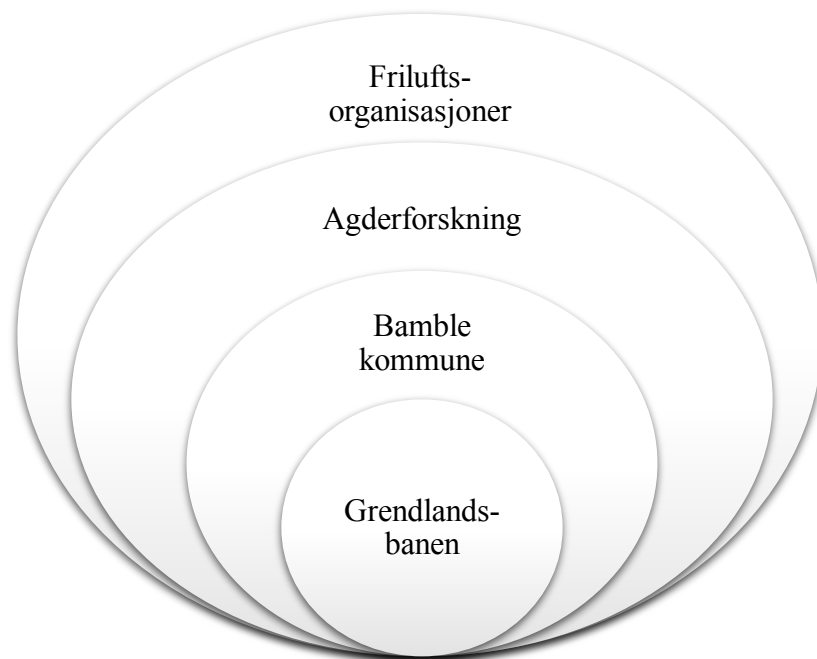 Frilufts-
organisasjoner
Agderforskning
Bamble
kommune
Grendlands-
banen